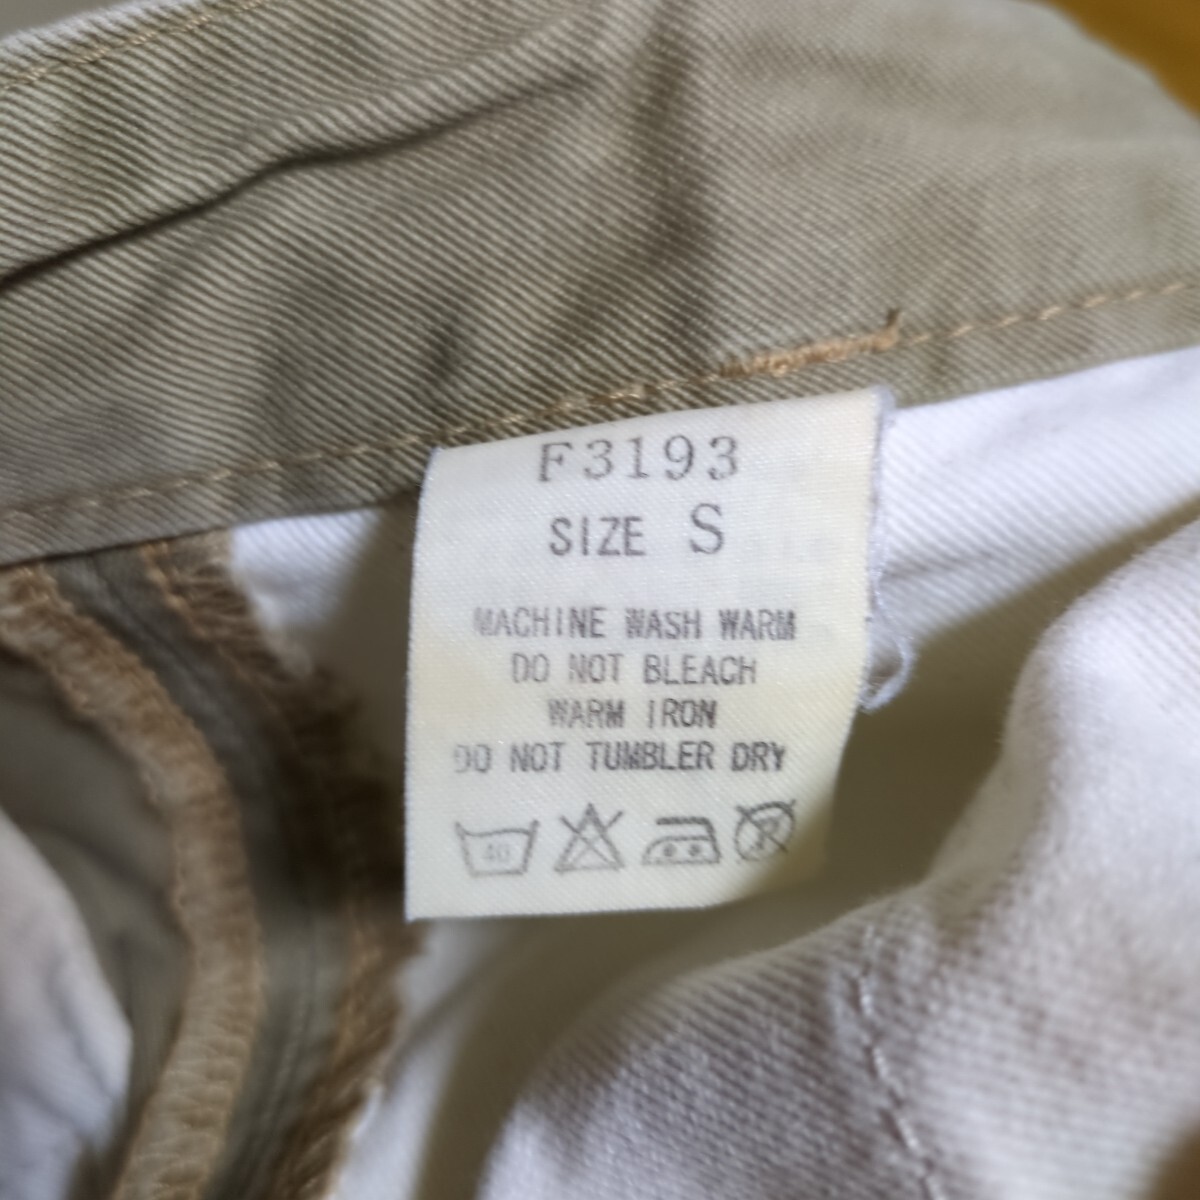 F3193
SIZE S
MACHINE WASH WARM
DO NOT BLEACH
WARM IRON
DO NOT TUMBLER DRY
40